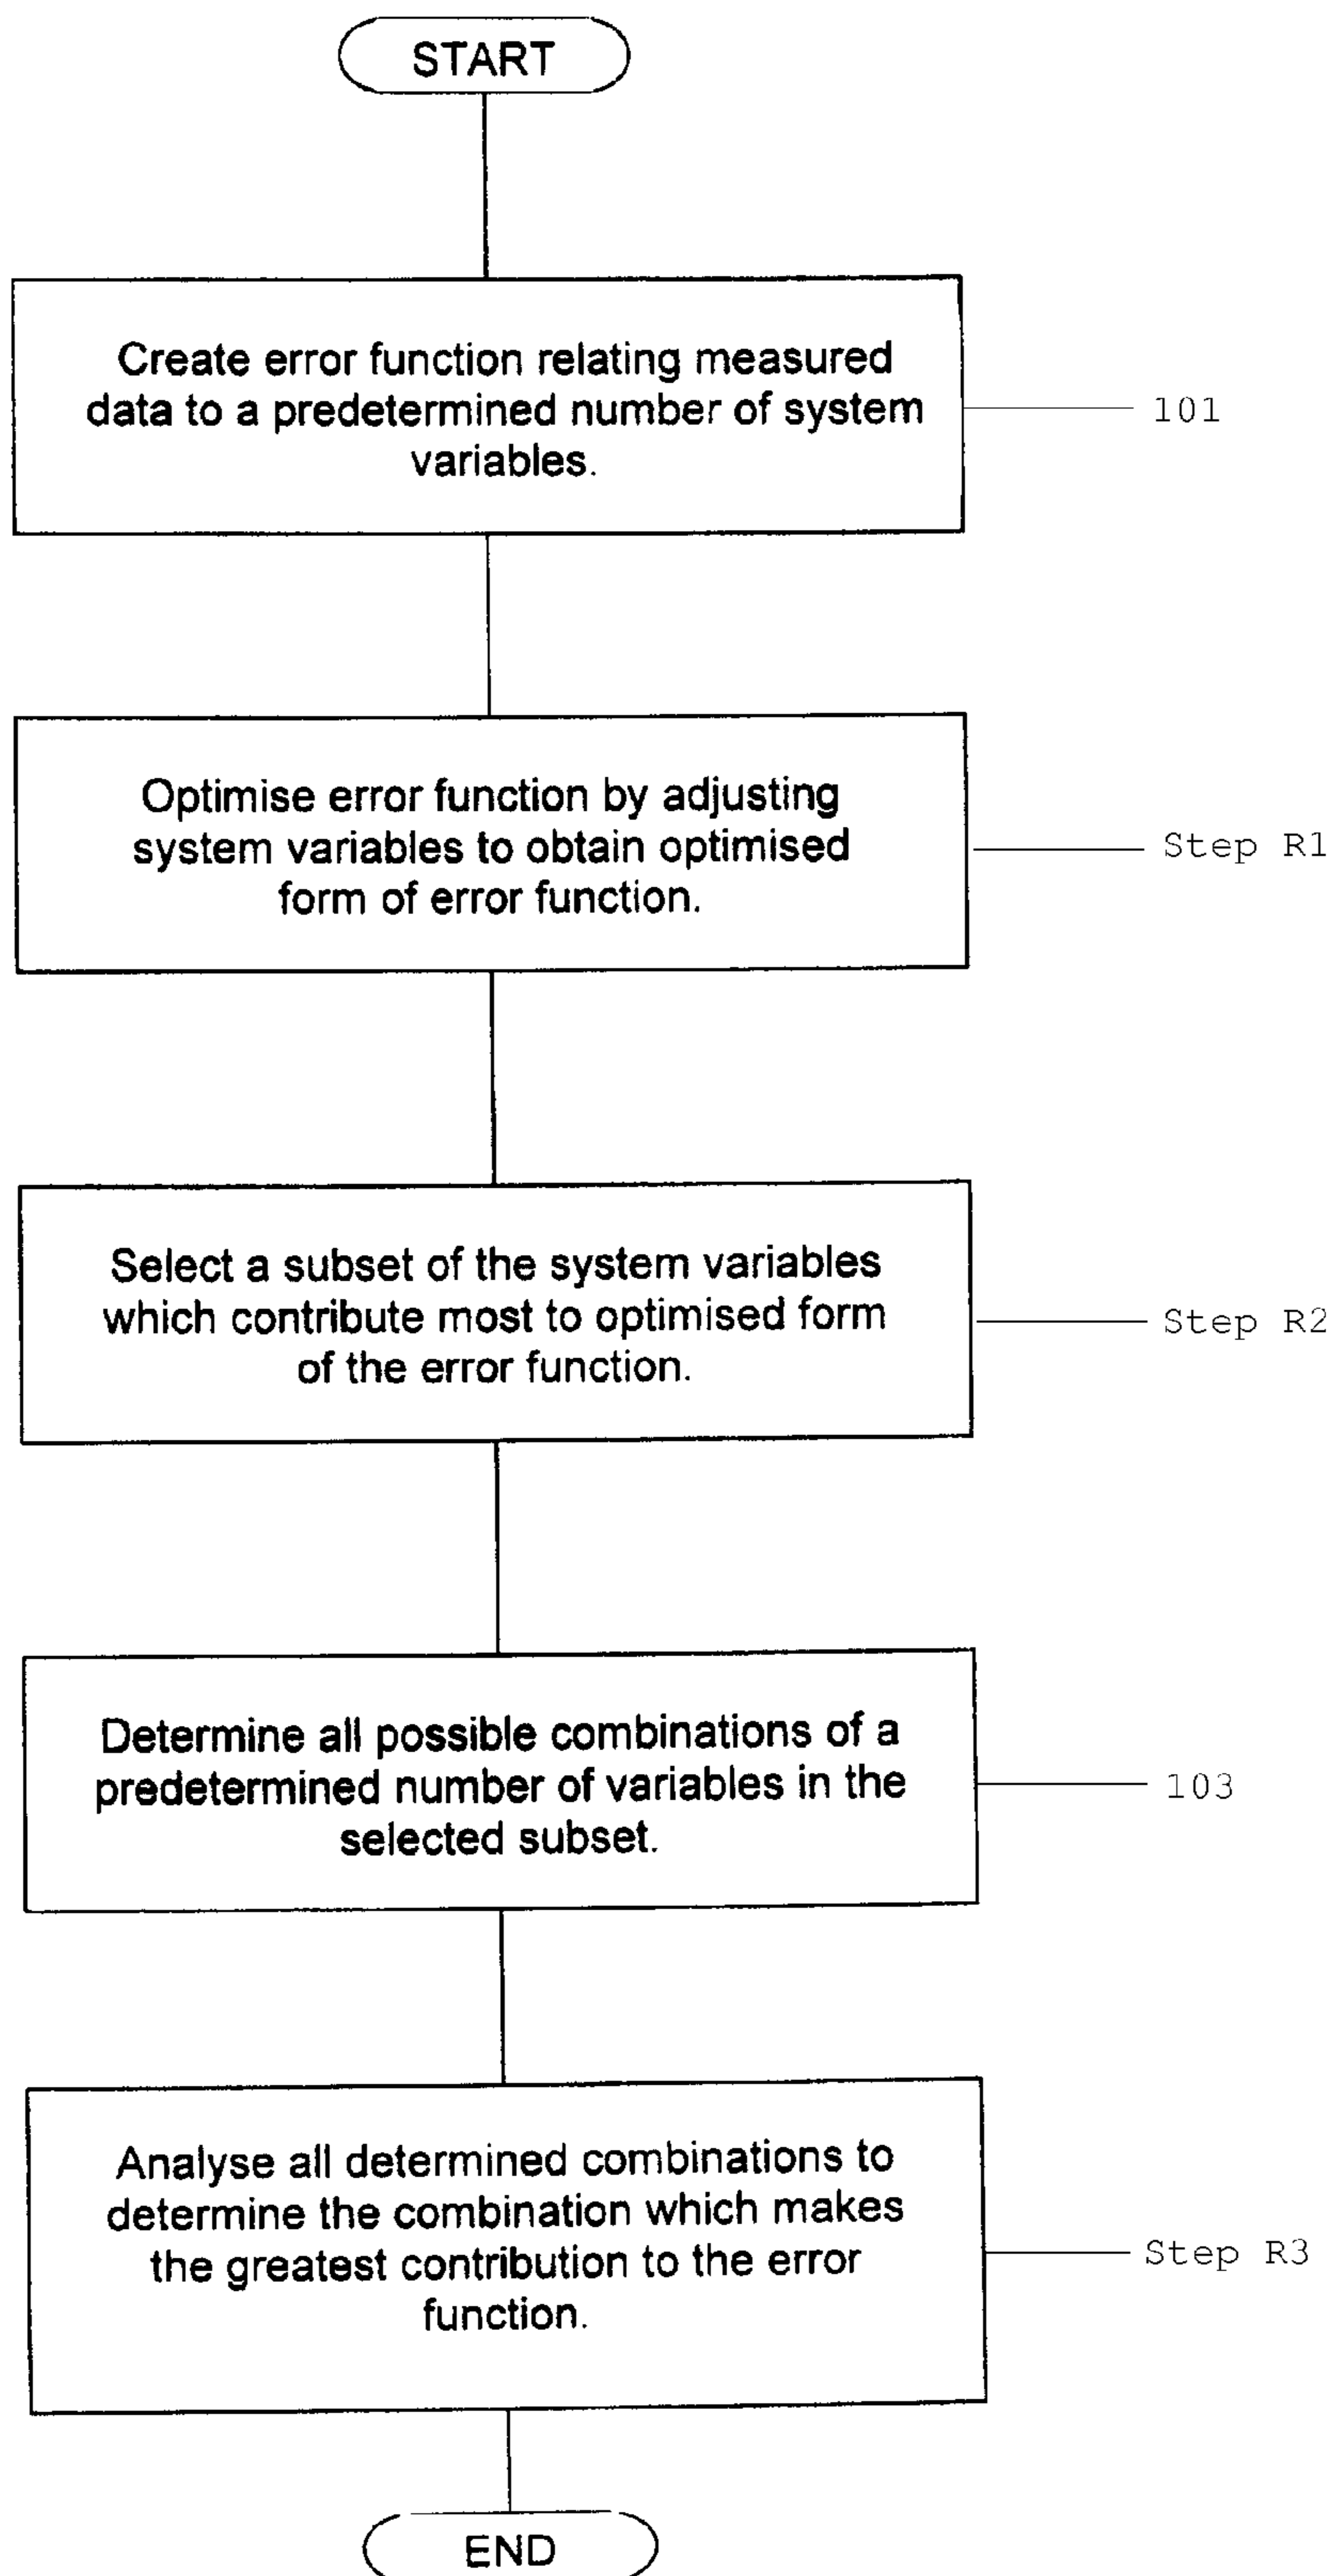 START
Create error function relating measured
data to a predetermined number of system
variables.
101
Optimise error function by adjusting
system variables to obtain optimised
form of error function.
Step R1
Select a subset of the system variables
which contribute most to optimised form
of the error function.
Step R2
Determine all possible combinations of a
predetermined number of variables in the
selected subset.
103
Analyse all determined combinations to
determine the combination which makes
the greatest contribution to the error
function.
Step R3
END